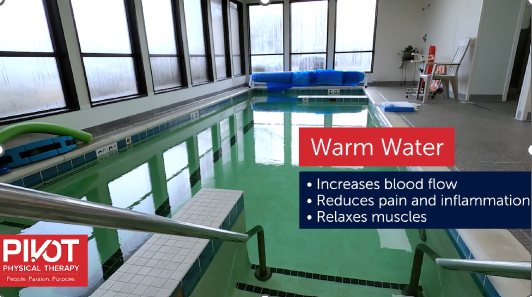 Warm Water
• Increases blood flow
• Reduces pain and inflammation
• Relaxes muscles
PIVOT
PHYSICAL THERAPY
People. Passion. Purpose.